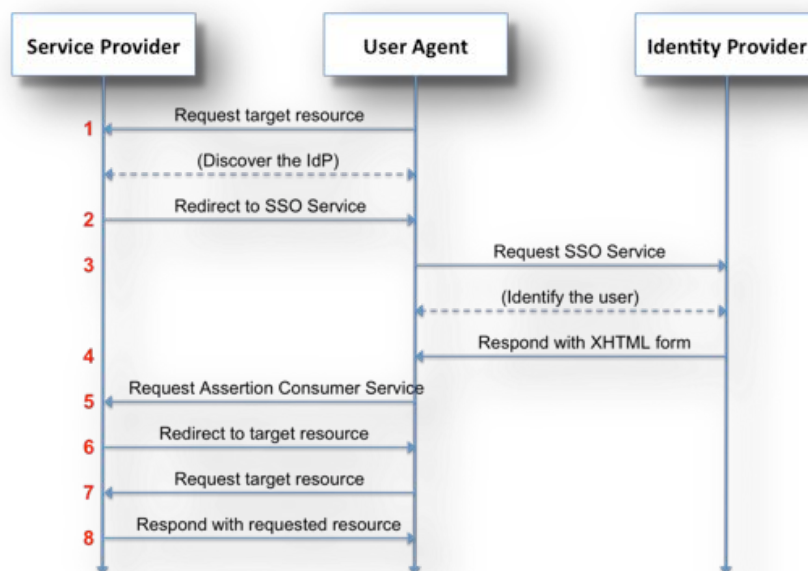 Service Provider
User Agent
Identity Provider
1
Request target resource
(Discover the IdP)
2
Redirect to SSO Service
3
Request SSO Service
(Identify the user)
4
Respond with XHTML form
5
Request Assertion Consumer Service
6
Redirect to target resource
7
Request target resource
8
Respond with requested resource